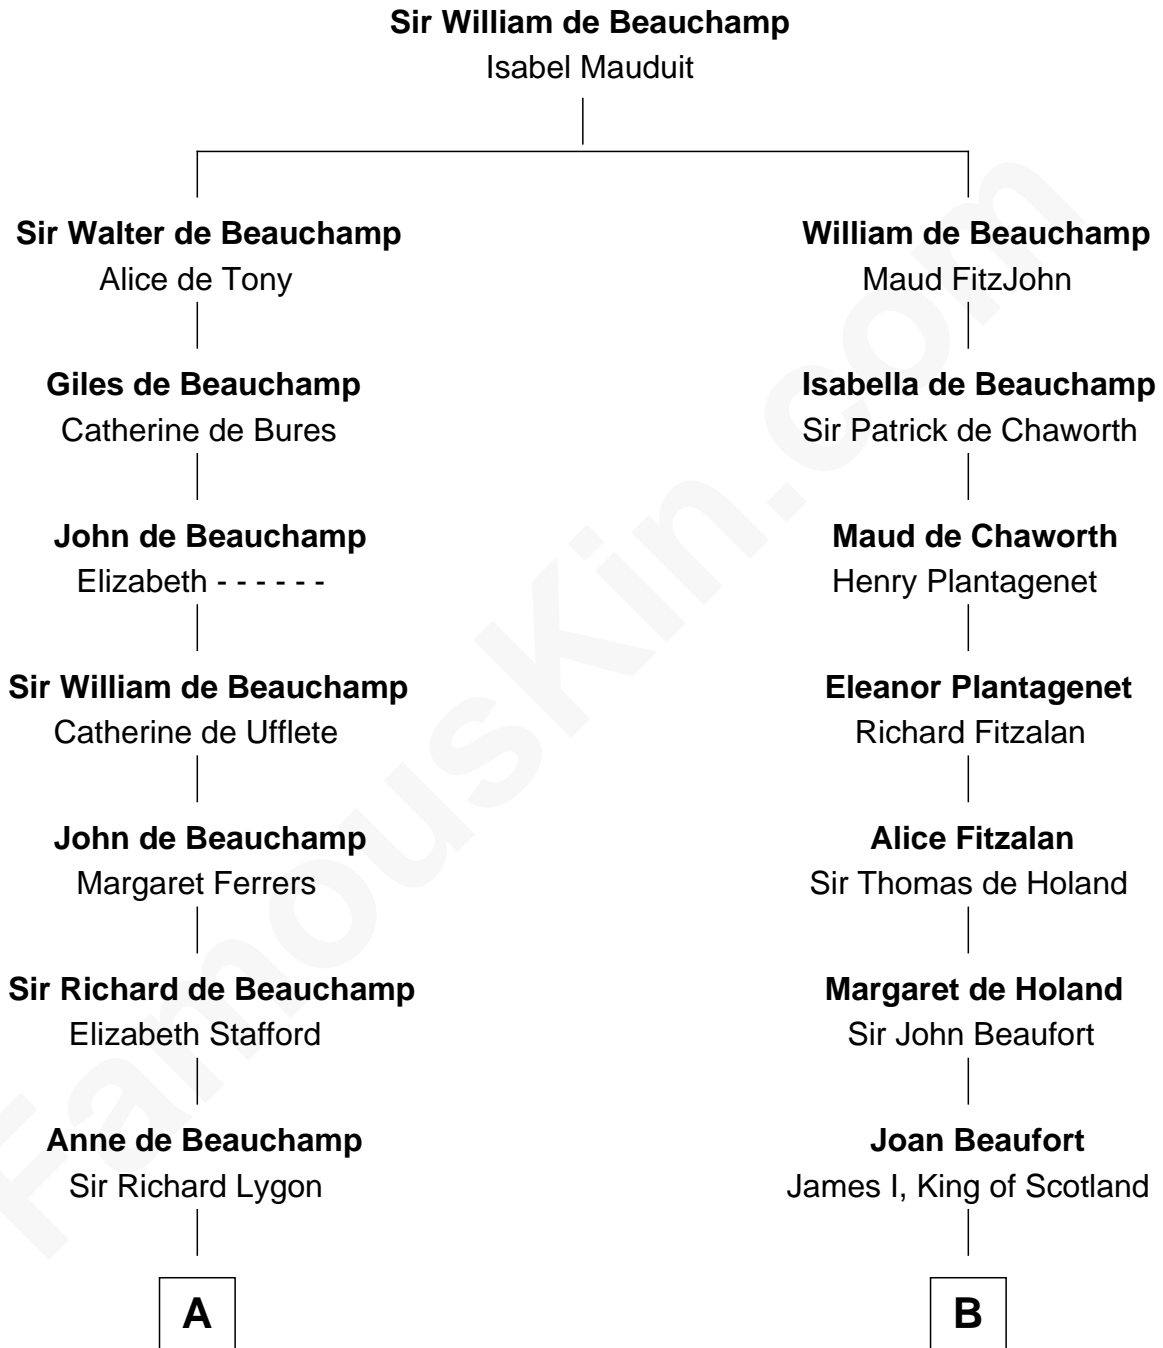 Sir William de Beauchamp
Isabel Mauduit
Sir Walter de Beauchamp
Alice de Tony
William de Beauchamp
Maud FitzJohn
Giles de Beauchamp
Catherine de Bures
Isabella de Beauchamp
Sir Patrick de Chaworth
John de Beauchamp
Elizabeth - - - - - -
Maud de Chaworth
Henry Plantagenet
Sir William de Beauchamp
Catherine de Ufflete
Eleanor Plantagenet
Richard Fitzalan
John de Beauchamp
Margaret Ferrers
Alice Fitzalan
Sir Thomas de Holand
Sir Richard de Beauchamp
Elizabeth Stafford
Margaret de Holand
Sir John Beaufort
Anne de Beauchamp
Sir Richard Lygon
Joan Beaufort
James I, King of Scotland
A
B
FamousKin.com